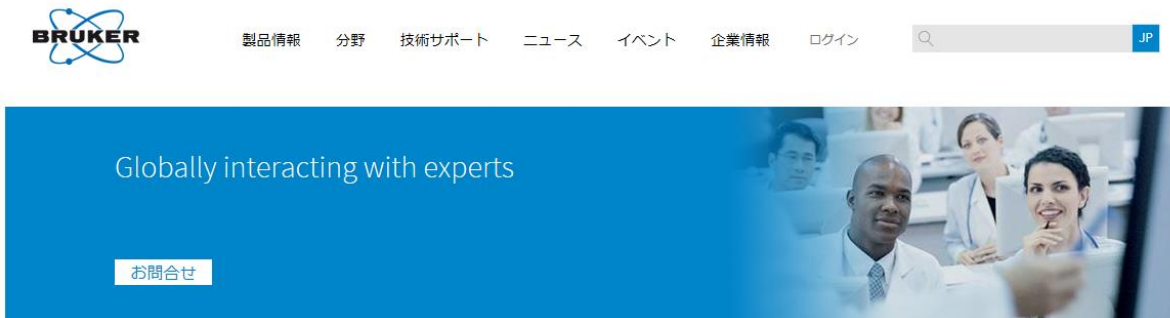 BRUKER
製品情報 分野 技術サポート ニュース イベント 企業情報 ログイン JP
Globally interacting with experts
お問合せ